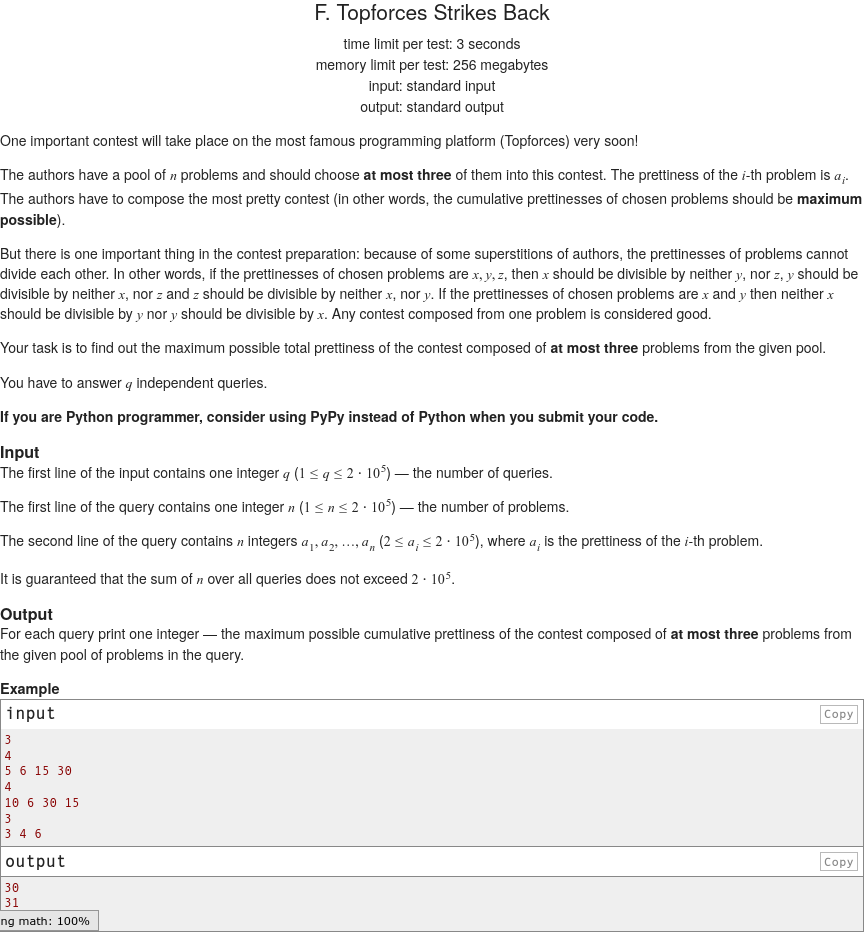 F. Topforces Strikes Back
time limit per test: 3 seconds
memory limit per test: 256 megabytes
input: standard input
output: standard output
One important contest will take place on the most famous programming platform (Topforces) very soon!
The authors have a pool of n problems and should choose at most three of them into this contest. The prettiness of the i-th problem is a_i.
The authors have to compose the most pretty contest (in other words, the cumulative prettinesses of chosen problems should be maximum
possible).
But there is one important thing in the contest preparation: because of some superstitions of authors, the prettinesses of problems cannot
divide each other. In other words, if the prettinesses of chosen problems are x, y, z, then x should be divisible by neither y, nor z, y should be
divisible by neither x, nor z and z should be divisible by neither x, nor y. If the prettinesses of chosen problems are x and y then neither x
should be divisible by y nor y should be divisible by x. Any contest composed from one problem is considered good.
Your task is to find out the maximum possible total prettiness of the contest composed of at most three problems from the given pool.
You have to answer q independent queries.
If you are Python programmer, consider using PyPy instead of Python when you submit your code.
Input
The first line of the input contains one integer q (1 ≤ q ≤ 2 · 10^5) — the number of queries.
The first line of the query contains one integer n (1 ≤ n ≤ 2 · 10^5) — the number of problems.
The second line of the query contains n integers a_1, a_2, …, a_n (2 ≤ a_i ≤ 2 · 10^5), where a_i is the prettiness of the i-th problem.
It is guaranteed that the sum of n over all queries does not exceed 2 · 10^5.
Output
For each query print one integer — the maximum possible cumulative prettiness of the contest composed of at most three problems from
the given pool of problems in the query.
Example
input Copy
3
4
5 6 15 30
4
10 6 30 15
3
3 4 6
output Copy
30
31
ng math: 100%